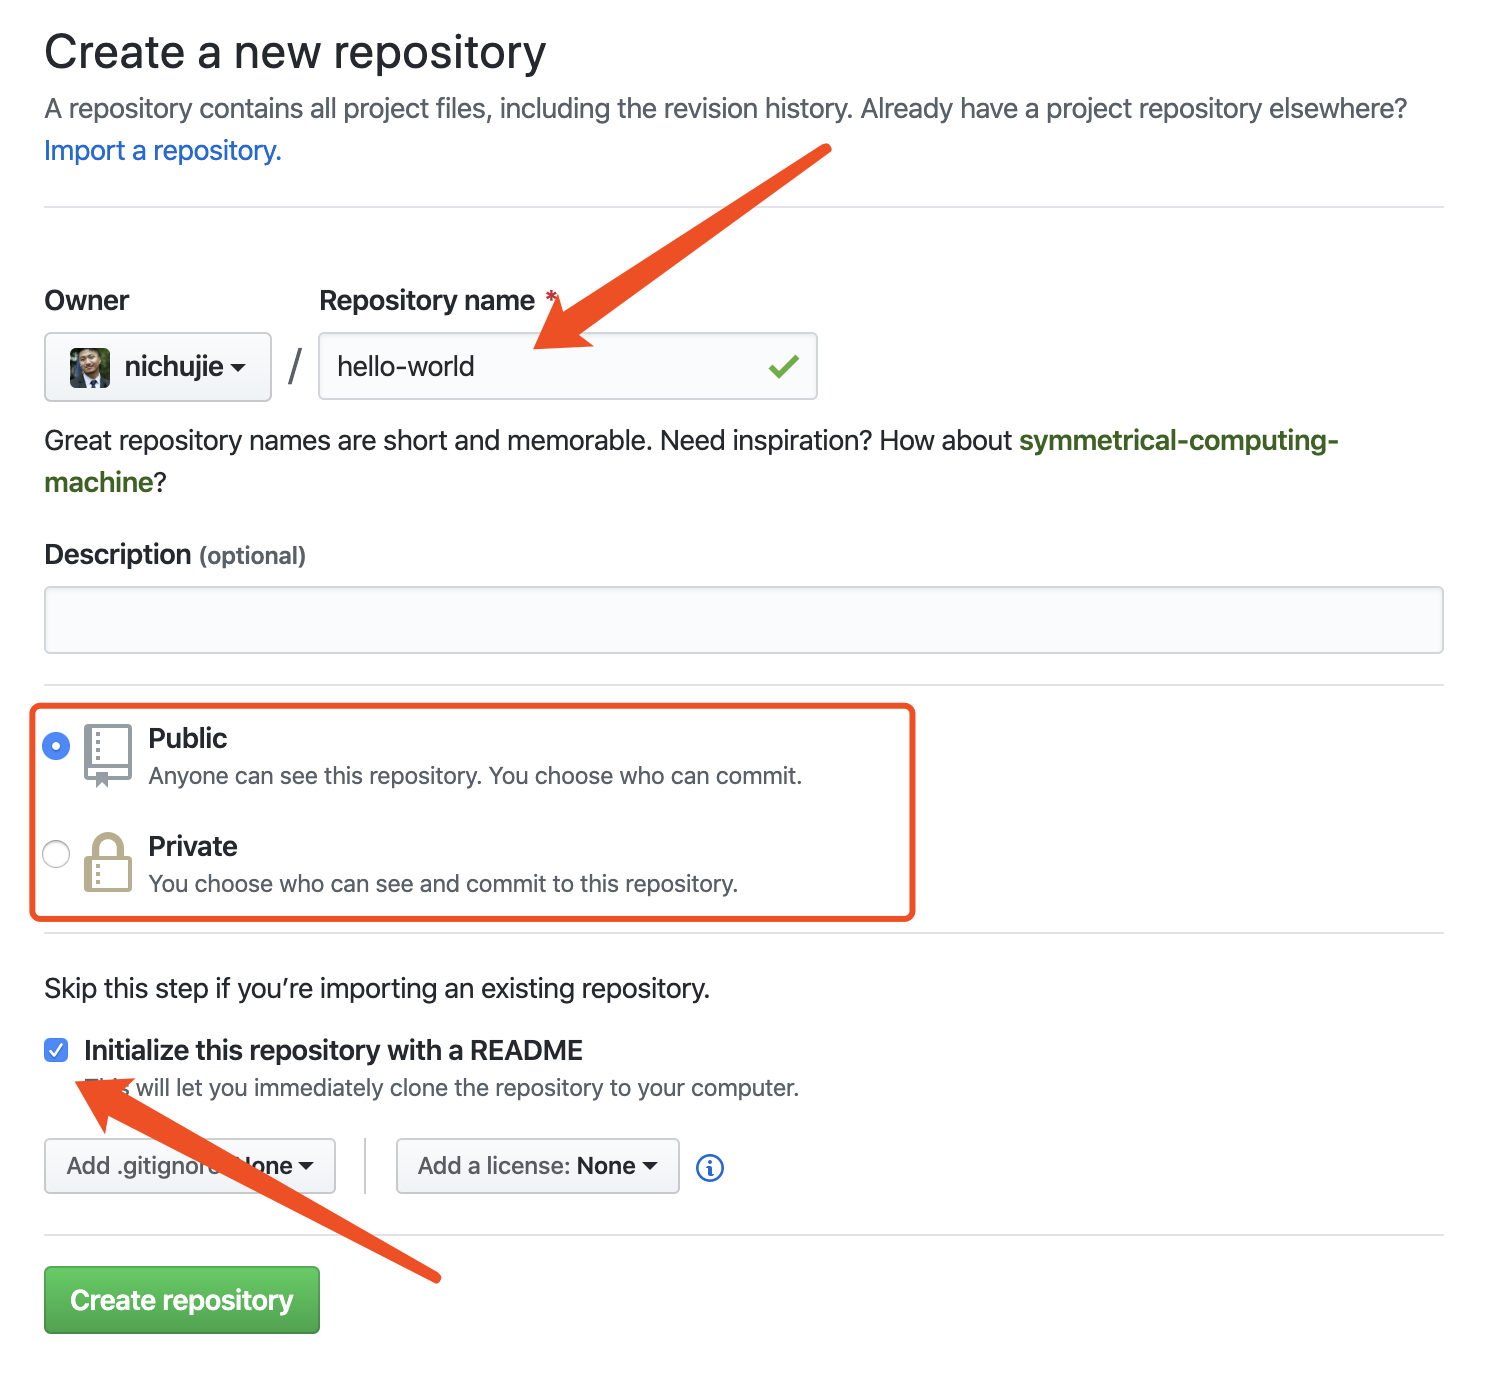 Create a new repository
A repository contains all project files, including the revision history. Already have a project repository elsewhere?
Import a repository.
Owner
Repository name *
nichujie
/
hello-world
Great repository names are short and memorable. Need inspiration? How about symmetrical-computing-
machine?
Description (optional)
Public
Anyone can see this repository. You choose who can commit.
Private
You choose who can see and commit to this repository.
Skip this step if you’re importing an existing repository.
Initialize this repository with a README
This will let you immediately clone the repository to your computer.
Add .gitignore: None
Add a license: None
Create repository